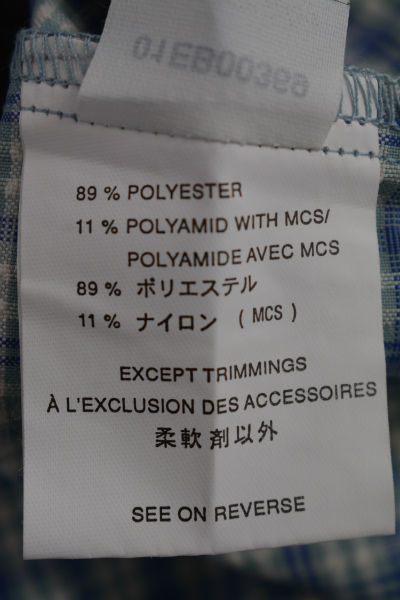 01EB00369
89 % POLYESTER
11 % POLYAMID WITH MCS/
POLYAMIDE AVEC MCS
89 % ポリエステル
11 % ナイロン ( MCS )
EXCEPT TRIMMINGS
À L'EXCLUSION DES ACCESSOIRES
柔軟剤以外
SEE ON REVERSE